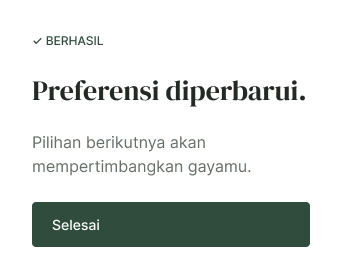 ✓ BERHASIL
Preferensi diperbarui.
Pilihan berikutnya akan
mempertimbangkan gayamu.
Selesai